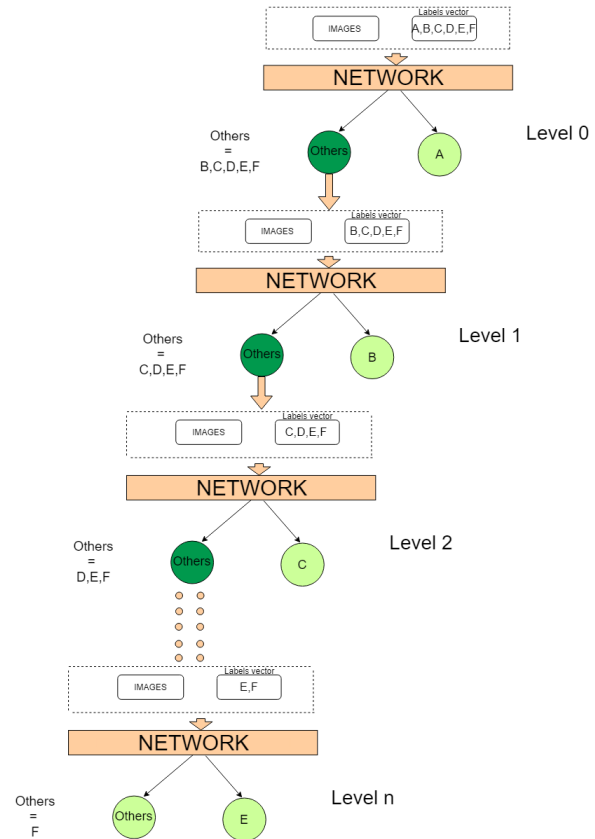 Labels vector
IMAGES
A,B,C,D,E,F
NETWORK
Others
=
B,C,D,E,F
Others
A
Level 0
Labels vector
IMAGES
B,C,D,E,F
NETWORK
Others
=
C,D,E,F
Others
B
Level 1
Labels vector
IMAGES
C,D,E,F
NETWORK
Others
=
D,E,F
Others
C
Level 2
Labels vector
IMAGES
E,F
NETWORK
Others
=
F
Others
E
Level n